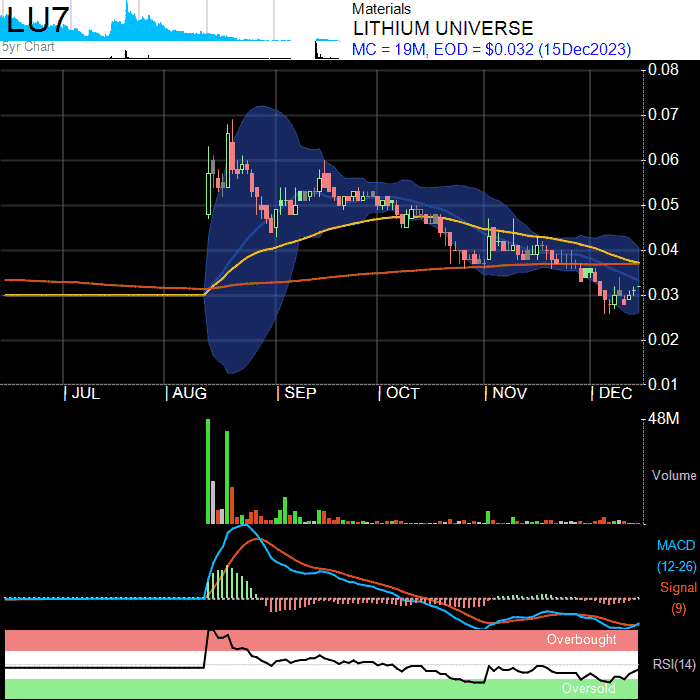 LU7
5yr Chart
Materials
LITHIUM UNIVERSE
MC = 19M, EOD = $0.032 (15Dec2023)
0.08
0.07
0.06
0.05
0.04
0.03
0.02
0.01
JUL AUG SEP OCT NOV DEC
48M
Volume
MACD
(12-26)
Signal
(9)
Overbought
RSI(14)
Oversold